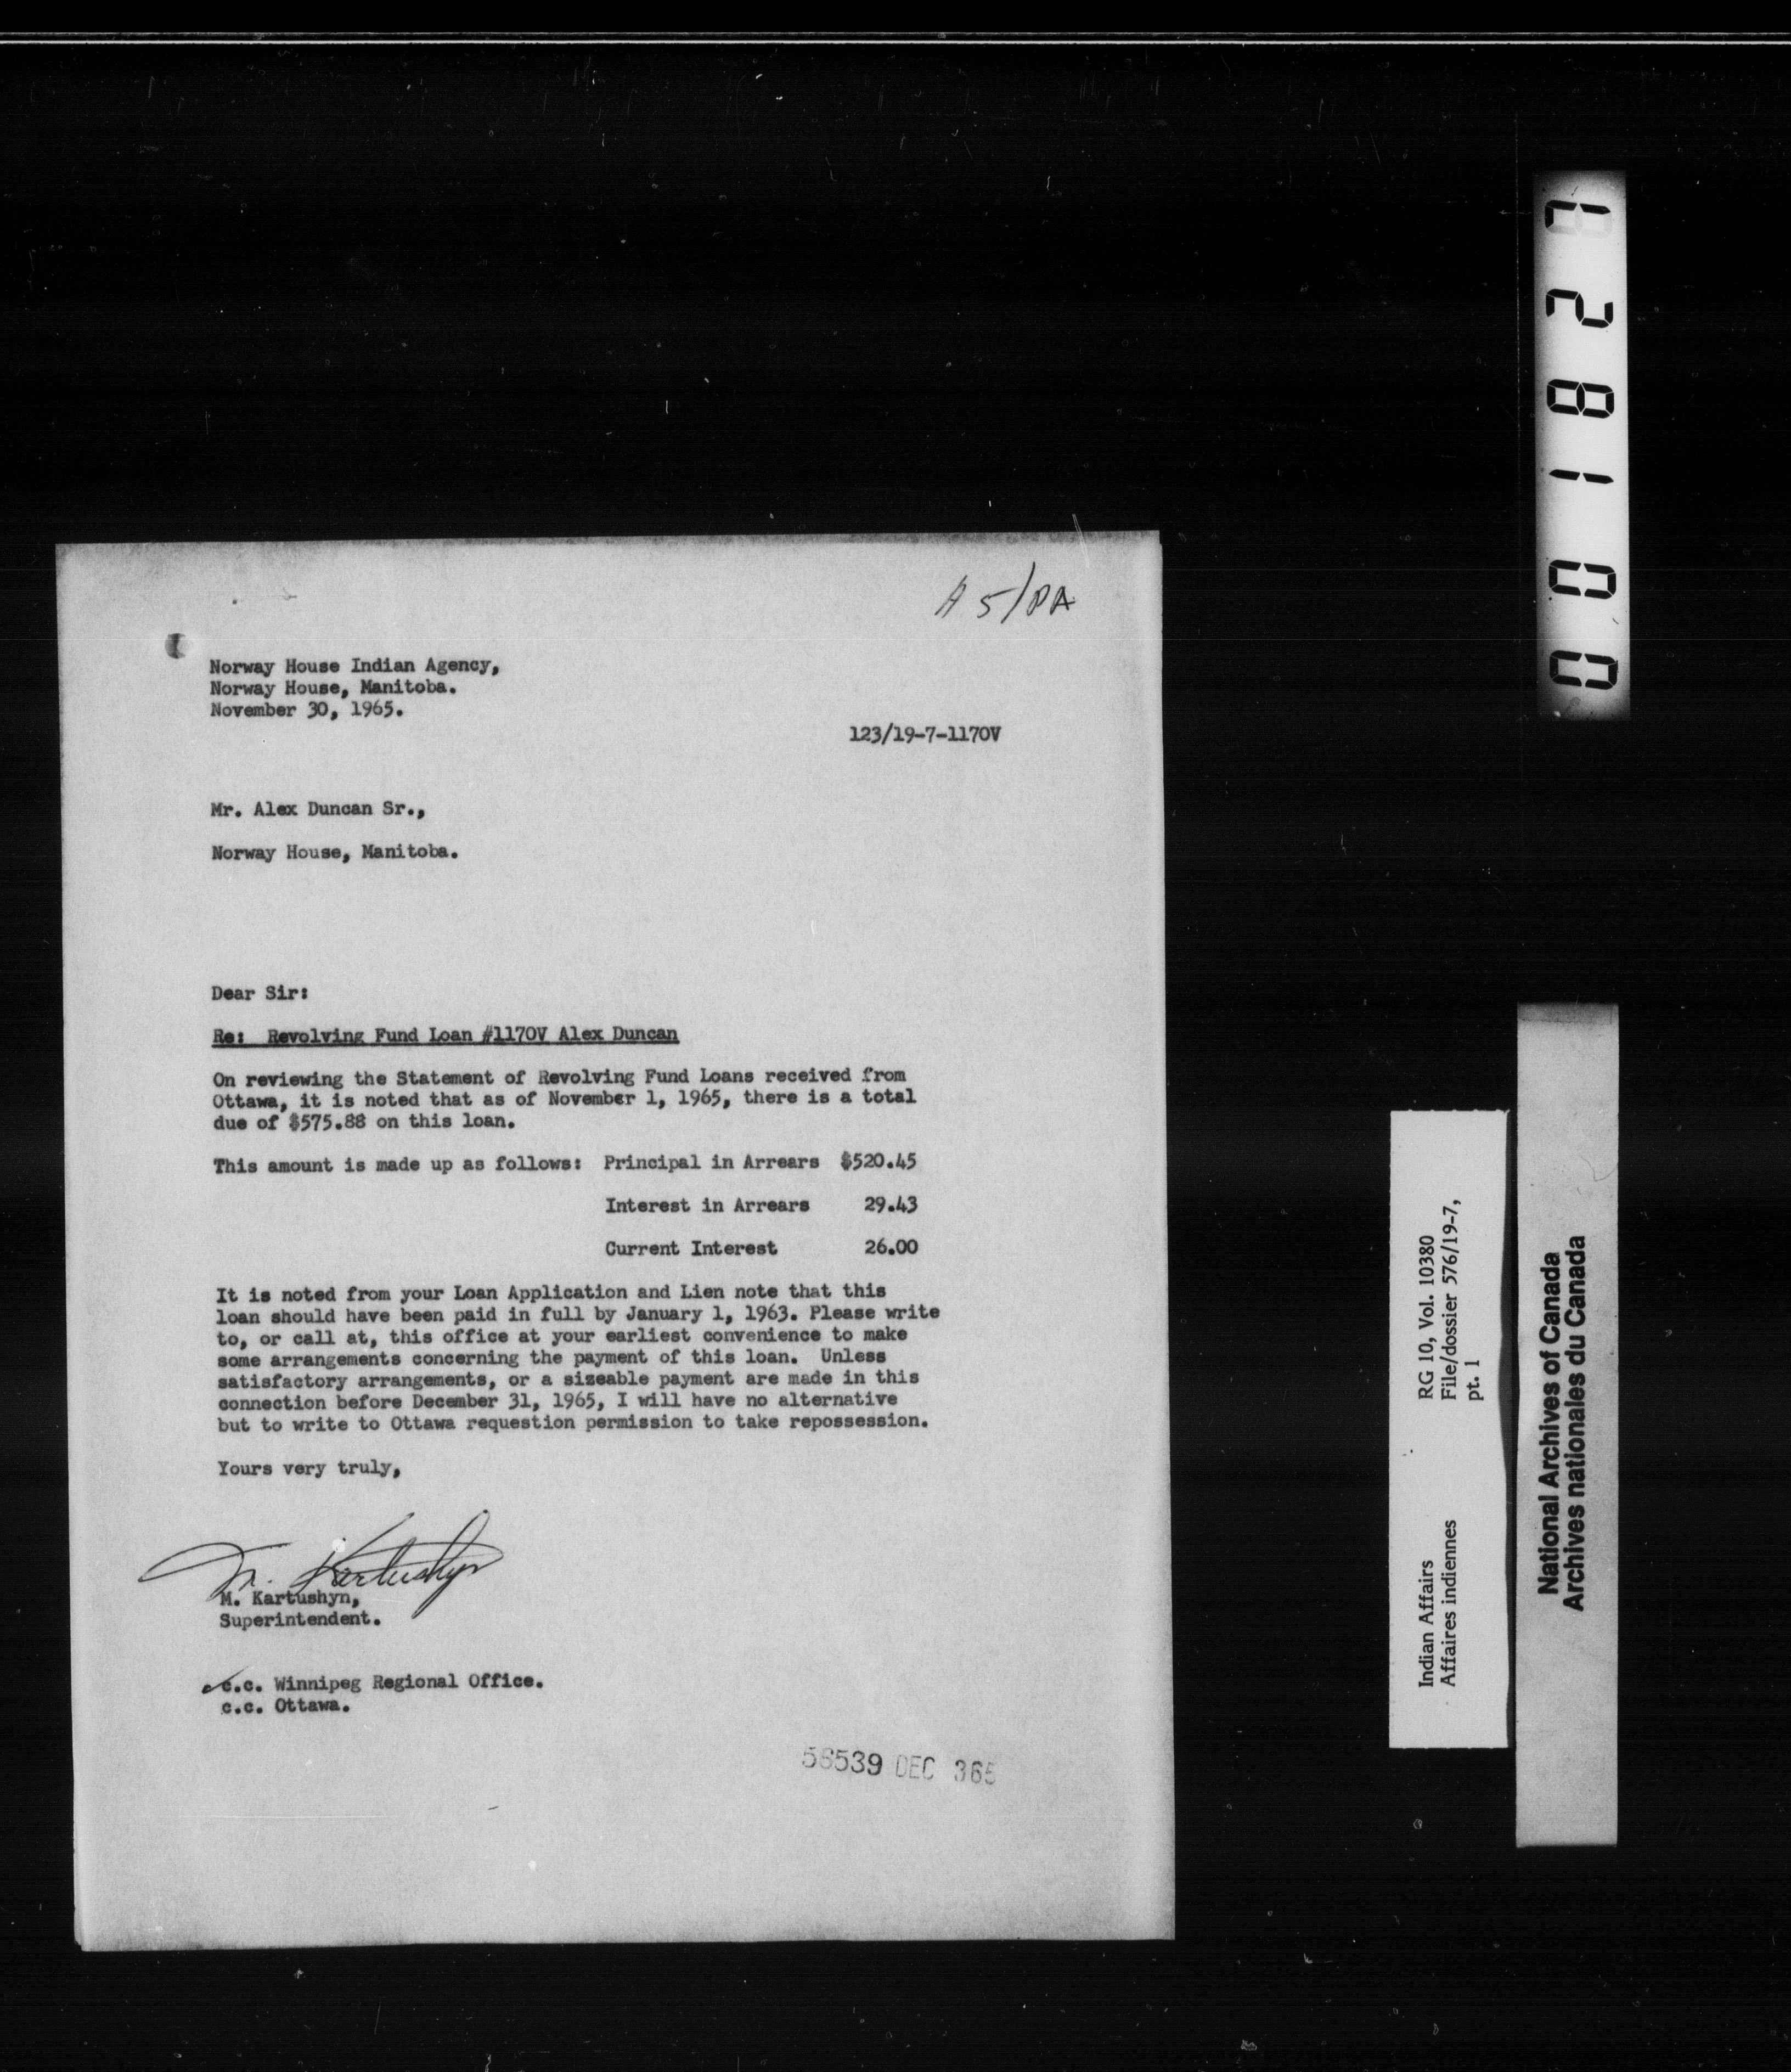 A 5/PA
Norway House Indian Agency,
Norway House, Manitoba.
November 30, 1965.
123/19-7-1170V
Mr. Alex Duncan Sr.,
Norway House, Manitoba.
Dear Sir:
Re: Revolving Fund Loan #1170V Alex Duncan
On reviewing the Statement of Revolving Fund Loans received from
Ottawa, it is noted that as of November 1, 1965, there is a total
due of $575.88 on this loan.
This amount is made up as follows: Principal in Arrears $520.45
Interest in Arrears 29.43
Current Interest 26.00
It is noted from your Loan Application and Lien note that this
loan should have been paid in full by January 1, 1963. Please write
to, or call at, this office at your earliest convenience to make
some arrangements concerning the payment of this loan. Unless
satisfactory arrangements, or a sizeable payment are made in this
connection before December 31, 1965, I will have no alternative
but to write to Ottawa requestion permission to take repossession.
Yours very truly,
M. Kartushyn
M. Kartushyn,
Superintendent.
c.c. Winnipeg Regional Office.
c.c. Ottawa.
56539 DEC 365
001827
Indian Affairs RG 10, Vol. 10380
Affaires indiennes File/dossier 576/19-7,
pt. 1
National Archives of Canada
Archives nationales du Canada